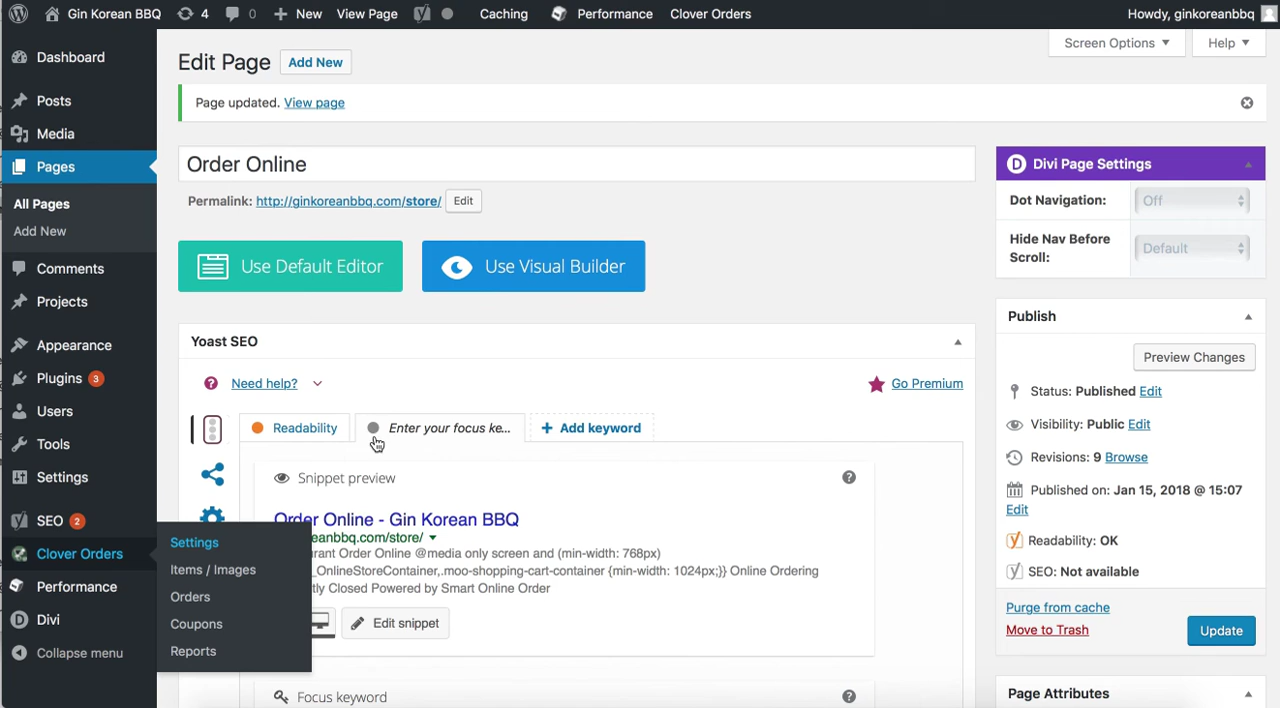 Gin Korean BBQ 4 0 New View Page Caching Performance Clover Orders Howdy, ginkoreanbbq
Screen Options Help
Dashboard
Posts
Media
Pages
All Pages
Add New
Comments
Projects
Appearance
Plugins 3
Users
Tools
Settings
SEO 2
Clover Orders
Performance
Divi
Collapse menu
Settings
Items / Images
Orders
Coupons
Reports
Edit Page Add New
Page updated. View page
Order Online
Permalink: http://ginkoreanbbq.com/store/ Edit
Use Default Editor Use Visual Builder
Yoast SEO
Need help? Go Premium
Readability Enter your focus ke... Add keyword
Snippet preview
Order Online - Gin Korean BBQ
eanbbq.com/store/
rant Order Online @media only screen and (min-width: 768px)
_OnlineStoreContainer,.moo-shopping-cart-container {min-width: 1024px;}} Online Ordering
tly Closed Powered by Smart Online Order
Edit snippet
Focus keyword
Divi Page Settings
Dot Navigation: Off
Hide Nav Before Default
Scroll:
Publish
Preview Changes
Status: Published Edit
Visibility: Public Edit
Revisions: 9 Browse
Published on: Jan 15, 2018 @ 15:07
Edit
Readability: OK
SEO: Not available
Purge from cache
Move to Trash Update
Page Attributes